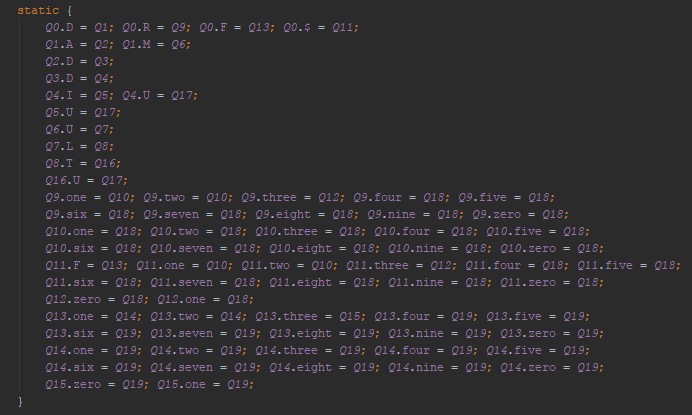 static {
Q0.D = Q1; Q0.R = Q9; Q0.F = Q13; Q0.$ = Q11;
Q1.A = Q2; Q1.M = Q6;
Q2.D = Q3;
Q3.D = Q4;
Q4.I = Q5; Q4.U = Q17;
Q5.U = Q17;
Q6.U = Q7;
Q7.L = Q8;
Q8.T = Q16;
Q16.U = Q17;
Q9.one = Q10; Q9.two = Q10; Q9.three = Q12; Q9.four = Q18; Q9.five = Q18;
Q9.six = Q18; Q9.seven = Q18; Q9.eight = Q18; Q9.nine = Q18; Q9.zero = Q18;
Q10.one = Q18; Q10.two = Q18; Q10.three = Q18; Q10.four = Q18; Q10.five = Q18;
Q10.six = Q18; Q10.seven = Q18; Q10.eight = Q18; Q10.nine = Q18; Q10.zero = Q18;
Q11.F = Q13; Q11.one = Q10; Q11.two = Q10; Q11.three = Q12; Q11.four = Q18; Q11.five = Q18;
Q11.six = Q18; Q11.seven = Q18; Q11.eight = Q18; Q11.nine = Q18; Q11.zero = Q18;
Q12.zero = Q18; Q12.one = Q18;
Q13.one = Q14; Q13.two = Q14; Q13.three = Q15; Q13.four = Q19; Q13.five = Q19;
Q13.six = Q19; Q13.seven = Q19; Q13.eight = Q19; Q13.nine = Q19; Q13.zero = Q19;
Q14.one = Q19; Q14.two = Q19; Q14.three = Q19; Q14.four = Q19; Q14.five = Q19;
Q14.six = Q19; Q14.seven = Q19; Q14.eight = Q19; Q14.nine = Q19; Q14.zero = Q19;
Q15.zero = Q19; Q15.one = Q19;
}